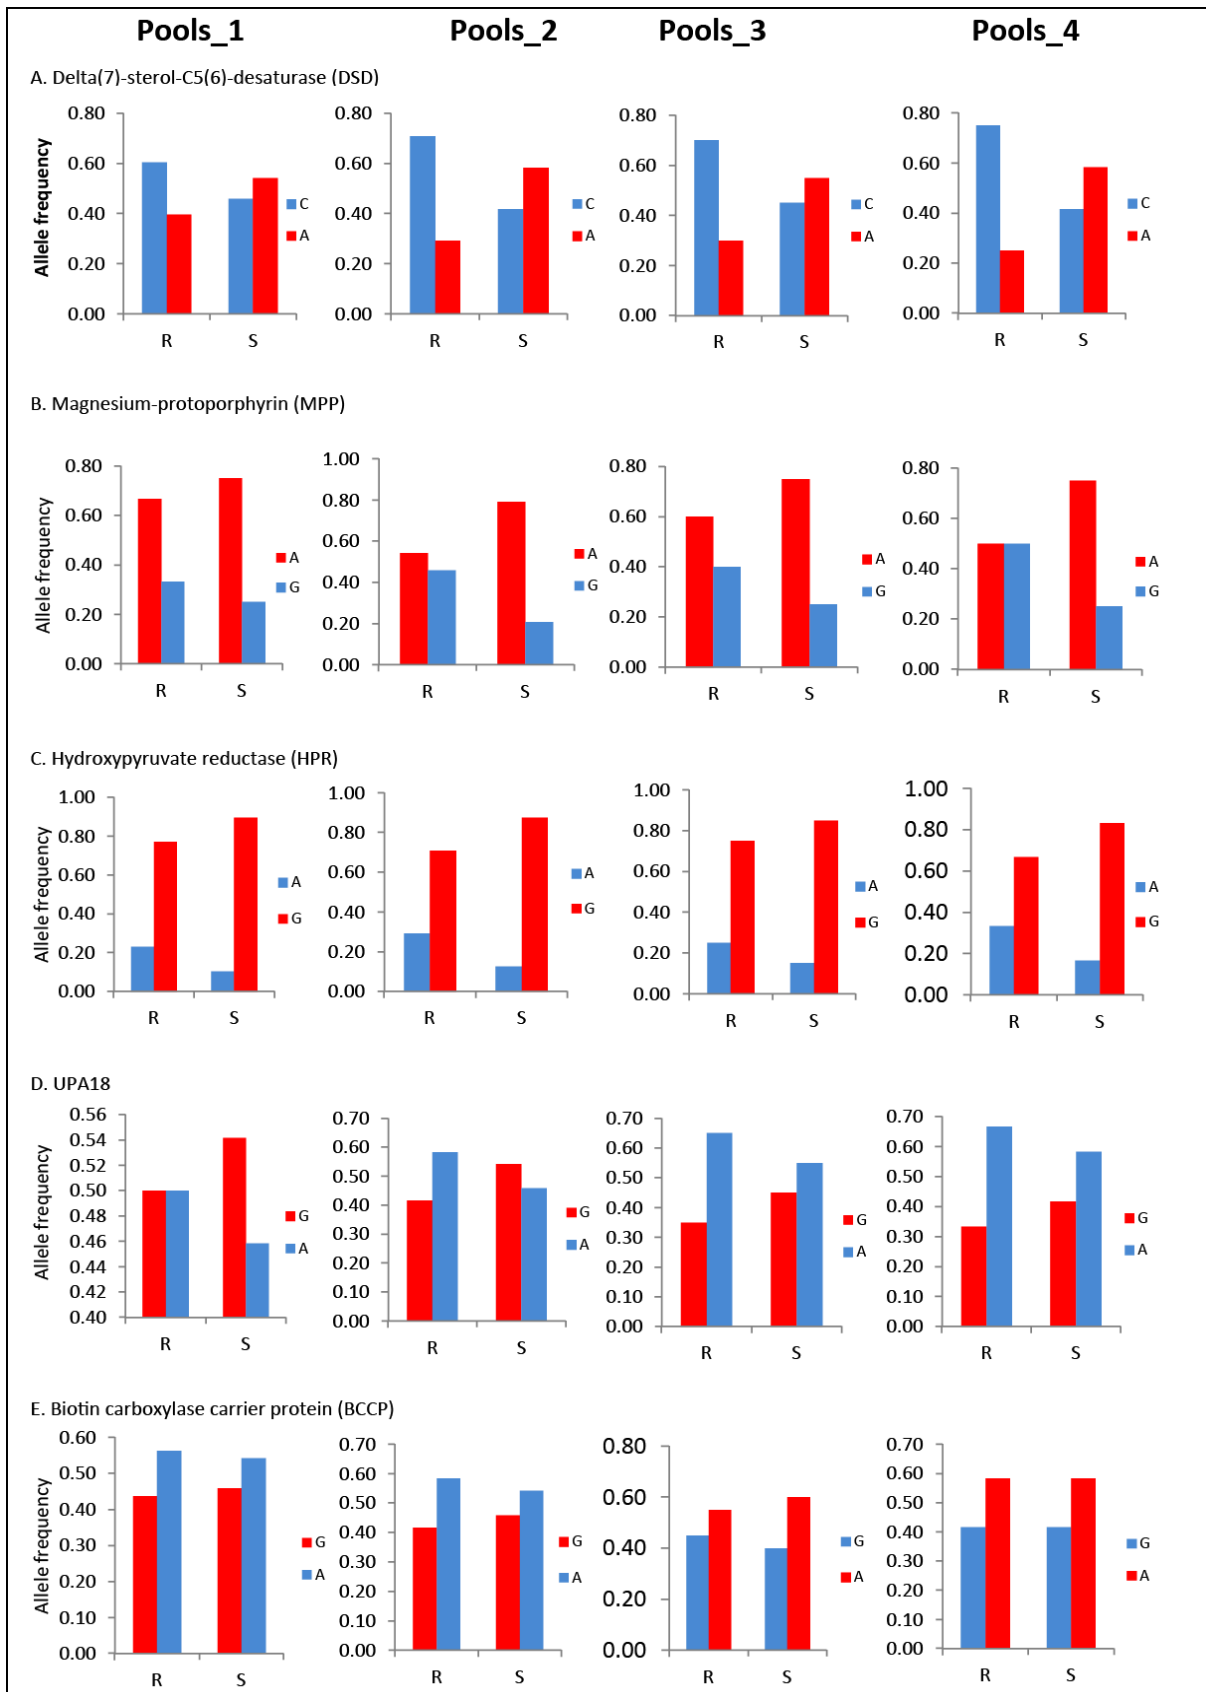 Pools_1 Pools_2 Pools_3 Pools_4
A. Delta(7)-sterol-C5(6)-desaturase (DSD)
Allele frequency
0.80
0.60
0.40
0.20
0.00
R S
C
A
0.80
0.60
0.40
0.20
0.00
R S
C
A
0.80
0.60
0.40
0.20
0.00
R S
C
A
0.80
0.60
0.40
0.20
0.00
R S
C
A
B. Magnesium-protoporphyrin (MPP)
Allele frequency
0.80
0.60
0.40
0.20
0.00
R S
A
G
1.00
0.80
0.60
0.40
0.20
0.00
R S
A
G
0.80
0.60
0.40
0.20
0.00
R S
A
G
0.80
0.60
0.40
0.20
0.00
R S
A
G
C. Hydroxypyruvate reductase (HPR)
Allele frequency
1.00
0.80
0.60
0.40
0.20
0.00
R S
A
G
1.00
0.80
0.60
0.40
0.20
0.00
R S
A
G
1.00
0.80
0.60
0.40
0.20
0.00
R S
A
G
1.00
0.80
0.60
0.40
0.20
0.00
R S
A
G
D. UPA18
Allele frequency
0.56
0.54
0.52
0.50
0.48
0.46
0.44
0.42
0.40
R S
G
A
0.70
0.60
0.50
0.40
0.30
0.20
0.10
0.00
R S
G
A
0.70
0.60
0.50
0.40
0.30
0.20
0.10
0.00
R S
G
A
0.70
0.60
0.50
0.40
0.30
0.20
0.10
0.00
R S
G
A
E. Biotin carboxylase carrier protein (BCCP)
Allele frequency
0.60
0.50
0.40
0.30
0.20
0.10
0.00
R S
G
A
0.70
0.60
0.50
0.40
0.30
0.20
0.10
0.00
R S
G
A
0.80
0.60
0.40
0.20
0.00
R S
G
A
0.70
0.60
0.50
0.40
0.30
0.20
0.10
0.00
R S
G
A